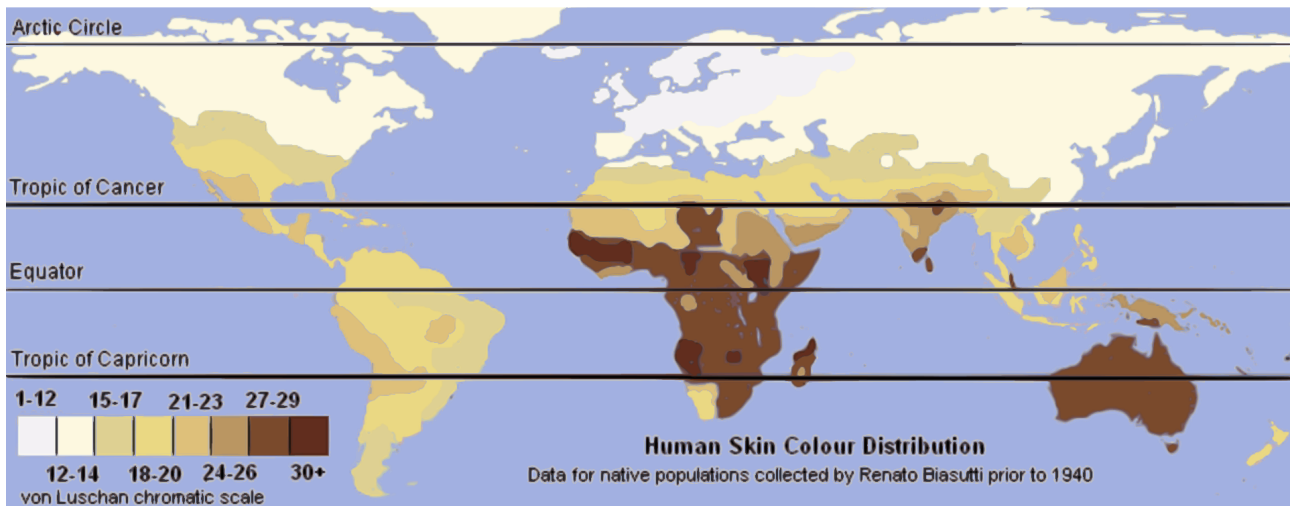 Arctic Circle
Tropic of Cancer
Equator
Tropic of Capricorn
1-12 15-17 21-23 27-29
12-14 18-20 24-26 30+
von Luschan chromatic scale
Human Skin Colour Distribution
Data for native populations collected by Renato Biasutti prior to 1940